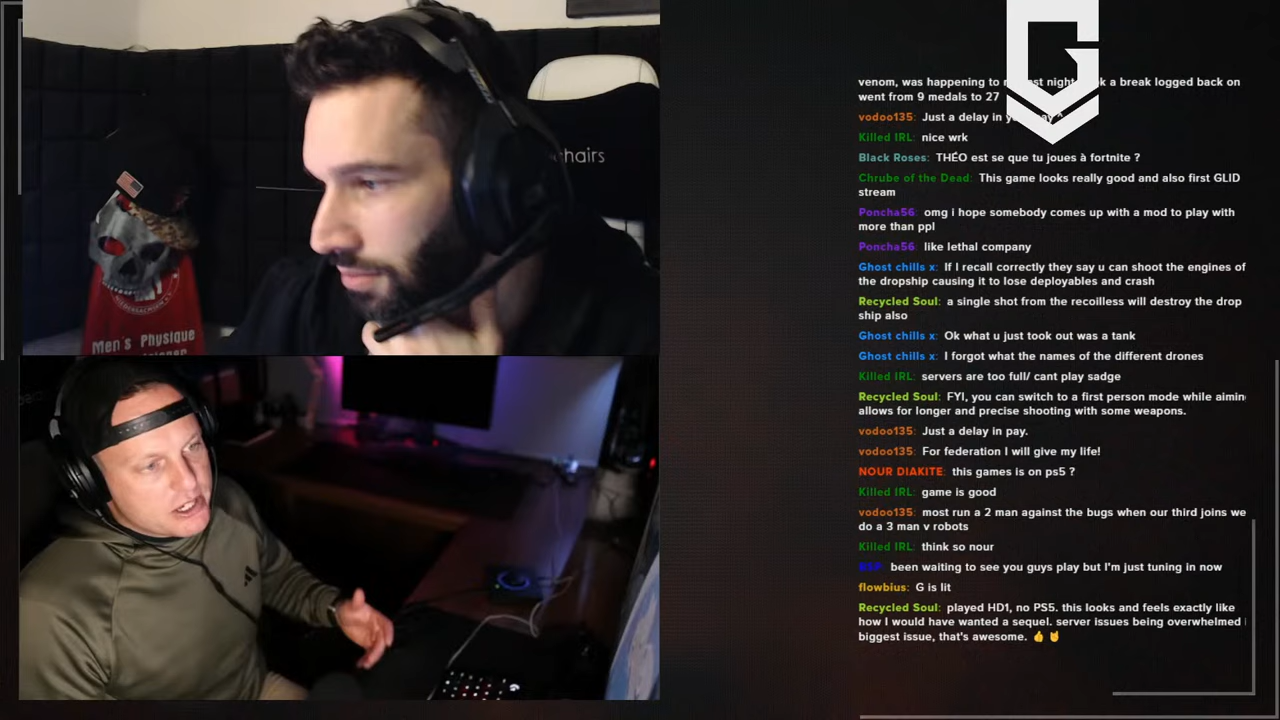 chairs
Men's Physique
venom, was happening to m st night k a break logged back on
went from 9 medals to 27
vodoo135: Just a delay in y pay ^
Killed IRL: nice wrk
Black Roses: THÉO est se que tu joues à fortnite ?
Chrube of the Dead: This game looks really good and also first GLID
stream
Poncha56: omg i hope somebody comes up with a mod to play with
more than ppl
Poncha56: like lethal company
Ghost chills x: If I recall correctly they say u can shoot the engines of
the dropship causing it to lose deployables and crash
Recycled Soul: a single shot from the recoilless will destroy the drop
ship also
Ghost chills x: Ok what u just took out was a tank
Ghost chills x: I forgot what the names of the different drones
Killed IRL: servers are too full/ cant play sadge
Recycled Soul: FYI, you can switch to a first person mode while aimin
allows for longer and precise shooting with some weapons.
vodoo135: Just a delay in pay.
vodoo135: For federation I will give my life!
NOUR DIAKITE: this games is on ps5 ?
Killed IRL: game is good
vodoo135: most run a 2 man against the bugs when our third joins we
do a 3 man v robots
Killed IRL: think so nour
been waiting to see you guys play but I'm just tuning in now
flowbius: G is lit
Recycled Soul: played HD1, no PS5. this looks and feels exactly like
how I would have wanted a sequel. server issues being overwhelmed
biggest issue, that's awesome. 👍 🤘